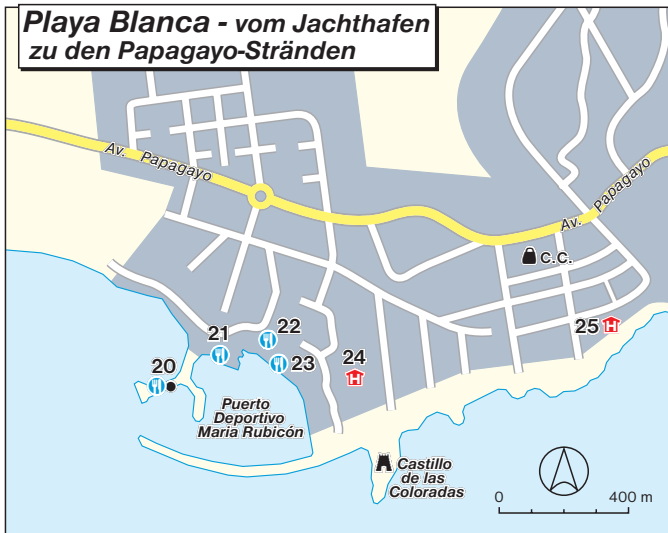 Playa Blanca - vom Jachthafen
zu den Papagayo-Stränden
Av. Papagayo
Av. Papagayo
C.C.
25
22
21
23
24
20
Puerto
Deportivo
Maria Rubicón
Castillo
de las
Coloradas
0 400 m